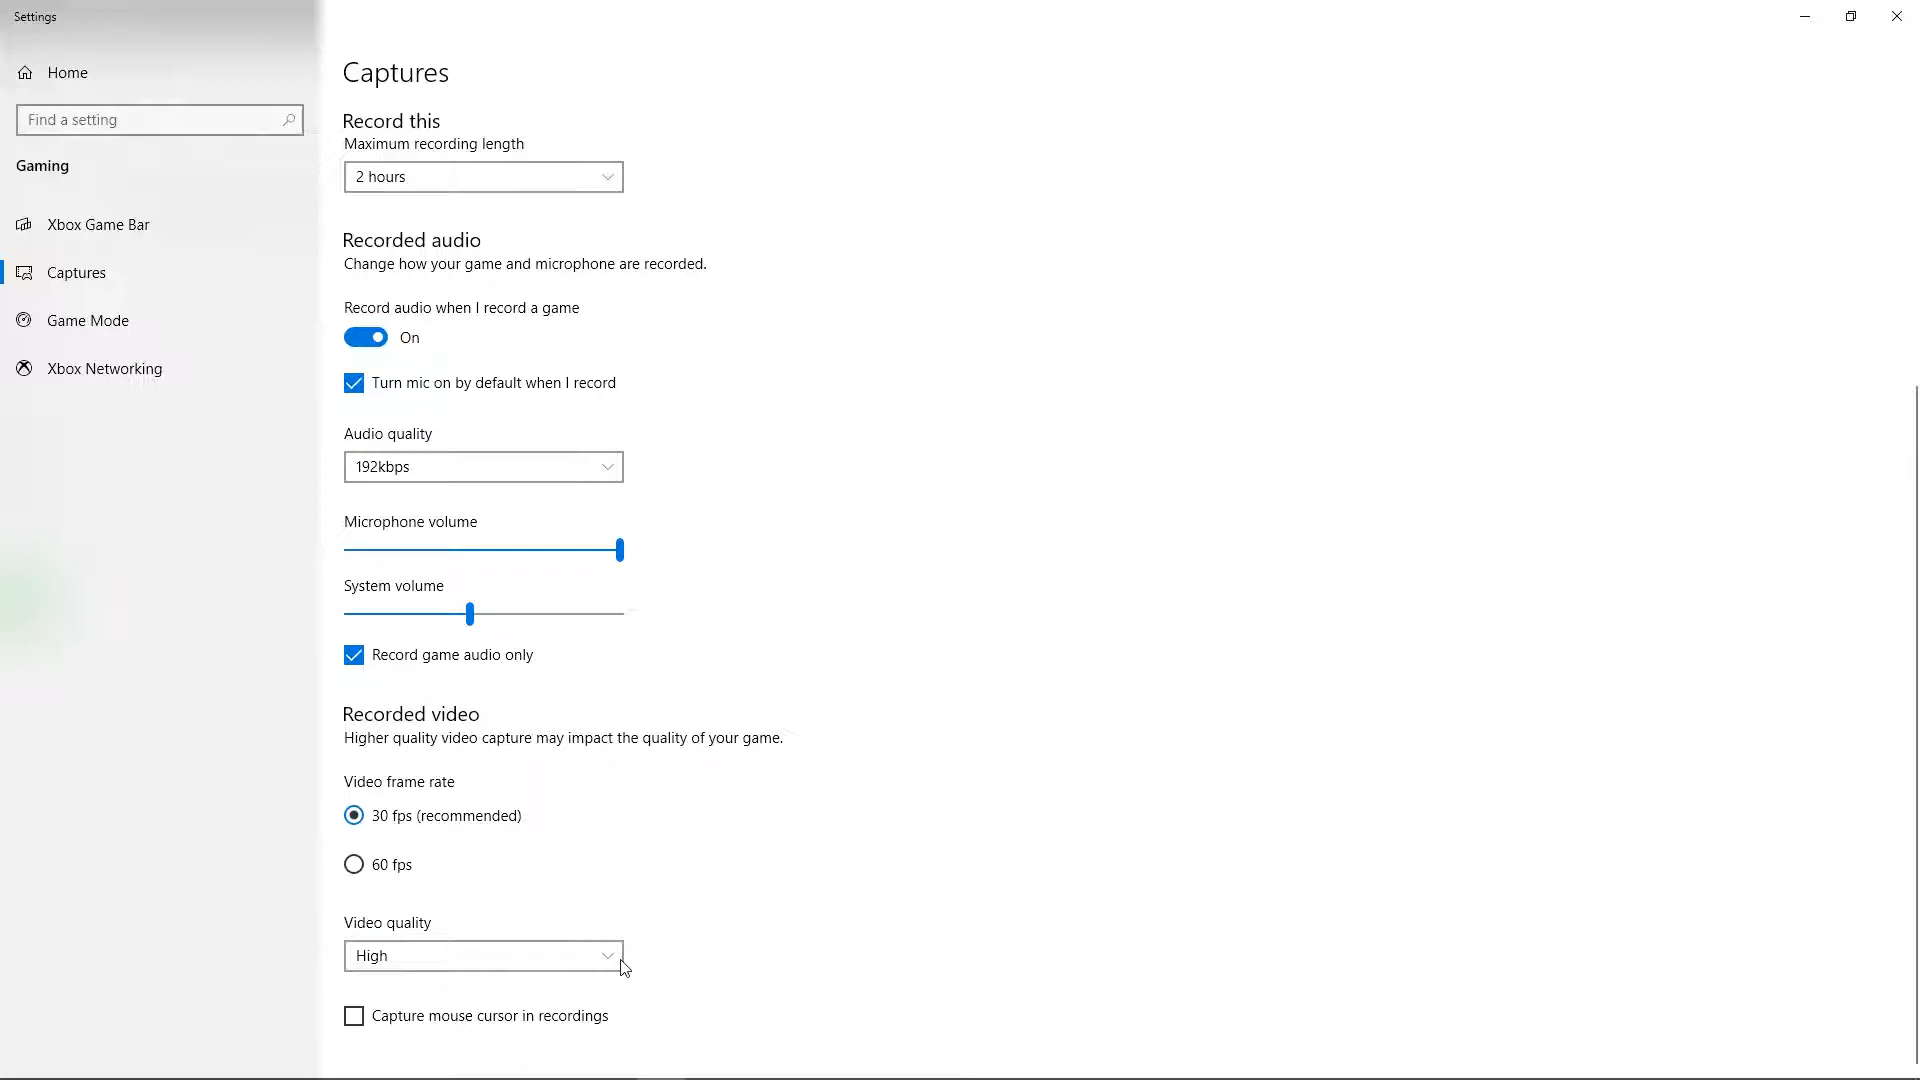 Settings
Home
Find a setting
Gaming
Xbox Game Bar
Captures
Game Mode
Xbox Networking
Captures
Record this
Maximum recording length
2 hours
Recorded audio
Change how your game and microphone are recorded.
Record audio when I record a game
On
Turn mic on by default when I record
Audio quality
192kbps
Microphone volume
System volume
Record game audio only
Recorded video
Higher quality video capture may impact the quality of your game.
Video frame rate
30 fps (recommended)
60 fps
Video quality
High
Capture mouse cursor in recordings